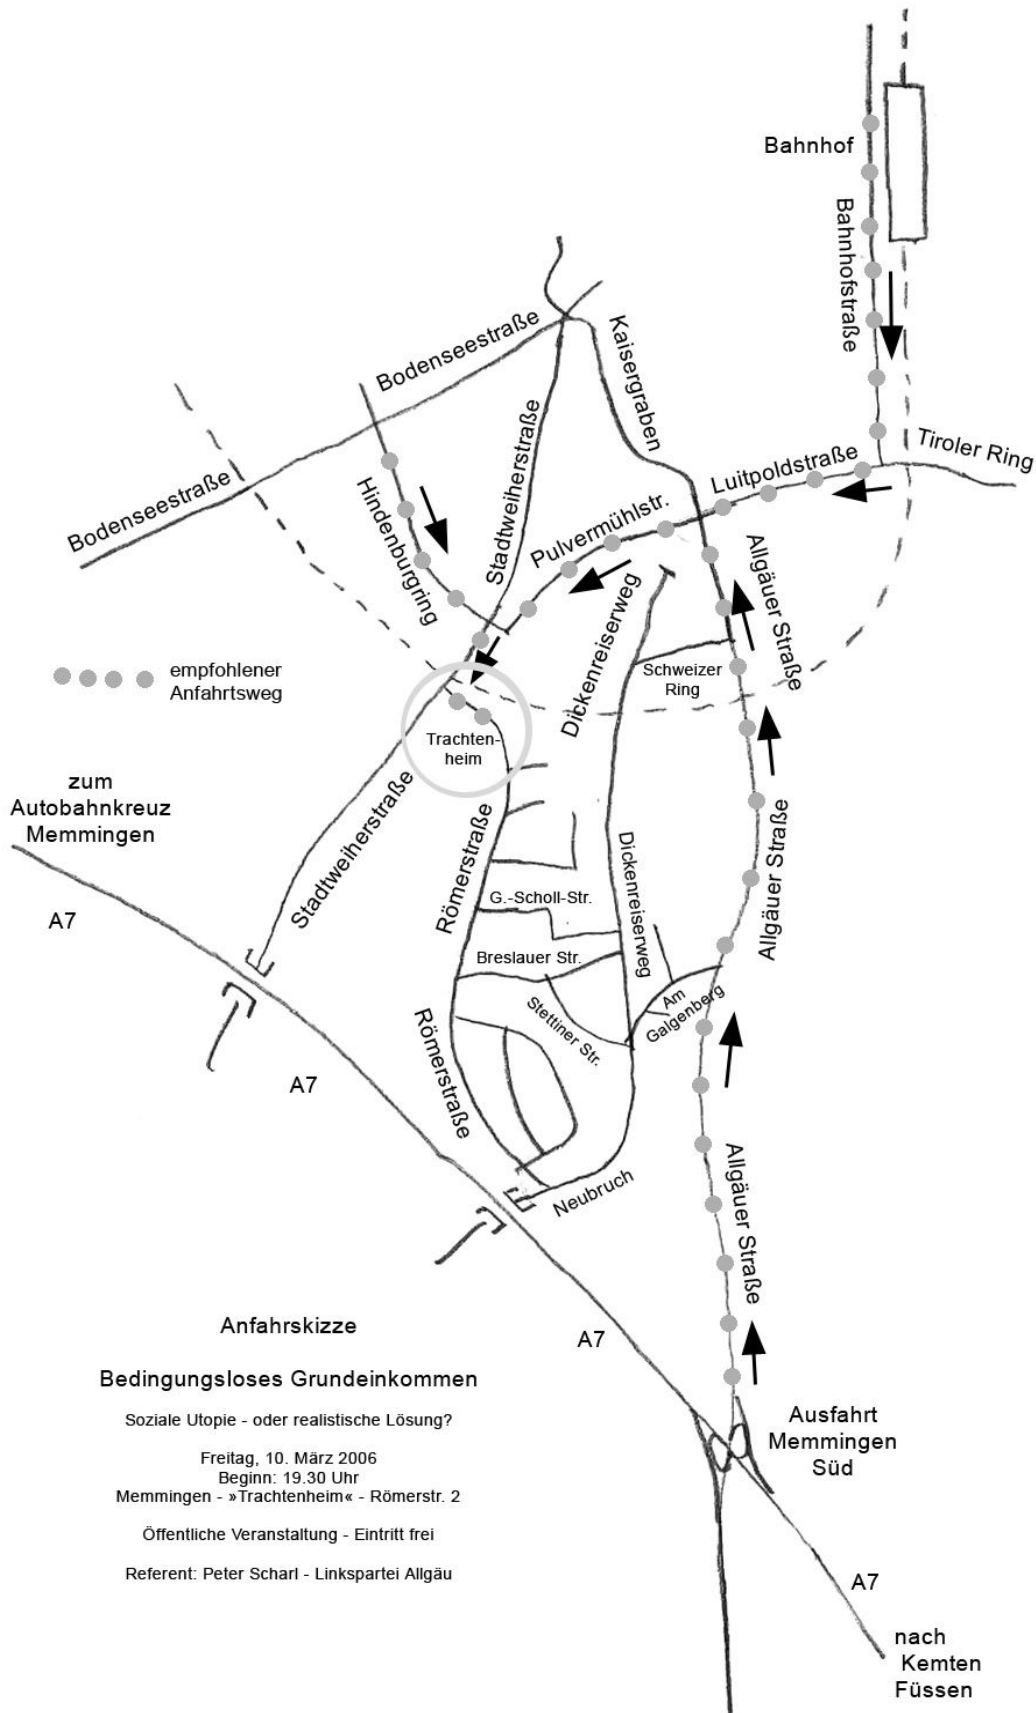 Bahnhof
Bahnhofstraße
Kaisergraben
Bodenseestraße
Stadtweiherstraße
Luitpoldstraße
Tiroler Ring
Bodenseestraße
Hindenburgring
Pulvermühlstr.
Allgäuer Straße
Dickenreiserweg
empfohlener
Anfahrtsweg
Schweizer
Ring
Trachten-
heim
zum
Autobahnkreuz
Memmingen
Stadtweiherstraße
Römerstraße
Dickenreiserweg
Allgäuer Straße
A7
G.-Scholl-Str.
Breslauer Str.
Stettiner Str.
Am
Galgenberg
Römerstraße
A7
Allgäuer Straße
Neubruch
Anfahrskizze
A7
Bedingungsloses Grundeinkommen
Soziale Utopie - oder realistische Lösung?
Freitag, 10. März 2006
Beginn: 19.30 Uhr
Memmingen - »Trachtenheim« - Römerstr. 2
Öffentliche Veranstaltung - Eintritt frei
Referent: Peter Scharl - Linkspartei Allgäu
Ausfahrt
Memmingen
Süd
A7
nach
Kemten
Füssen